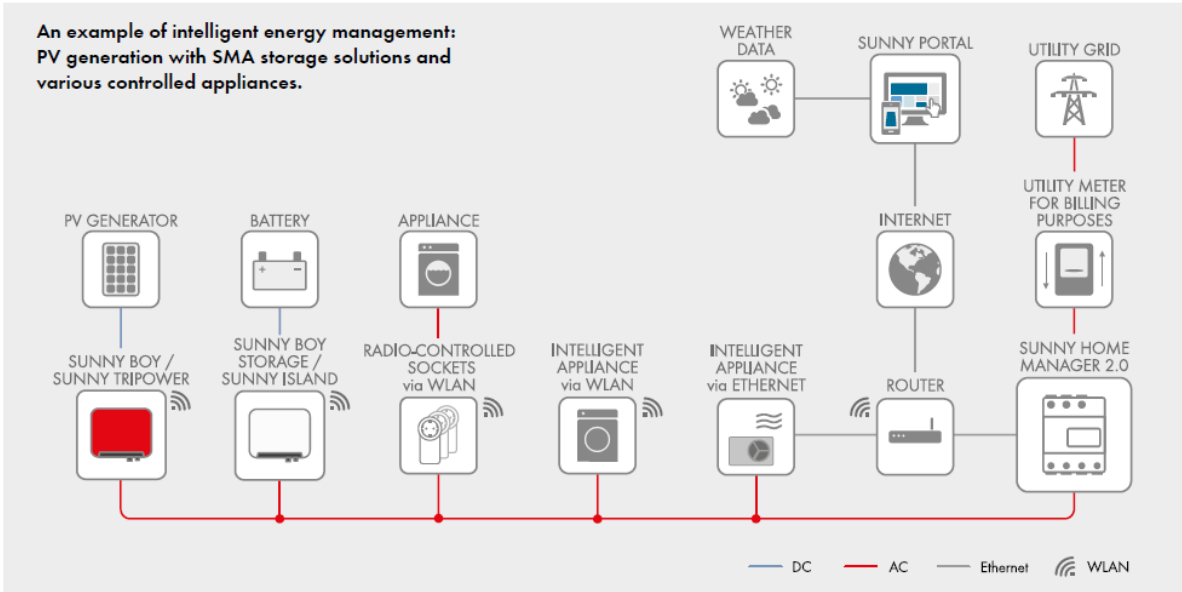 An example of intelligent energy management:
PV generation with SMA storage solutions and
various controlled appliances.
WEATHER
DATA
SUNNY PORTAL
UTILITY GRID
UTILITY METER
FOR BILLING
PURPOSES
PV GENERATOR
BATTERY
APPLIANCE
INTERNET
SUNNY BOY /
SUNNY TRIPOWER
SUNNY BOY
STORAGE /
SUNNY ISLAND
RADIO-CONTROLLED
SOCKETS
via WLAN
INTELLIGENT
APPLIANCE
via WLAN
INTELLIGENT
APPLIANCE
via ETHERNET
ROUTER
SUNNY HOME
MANAGER 2.0
DC
AC
Ethernet
WLAN